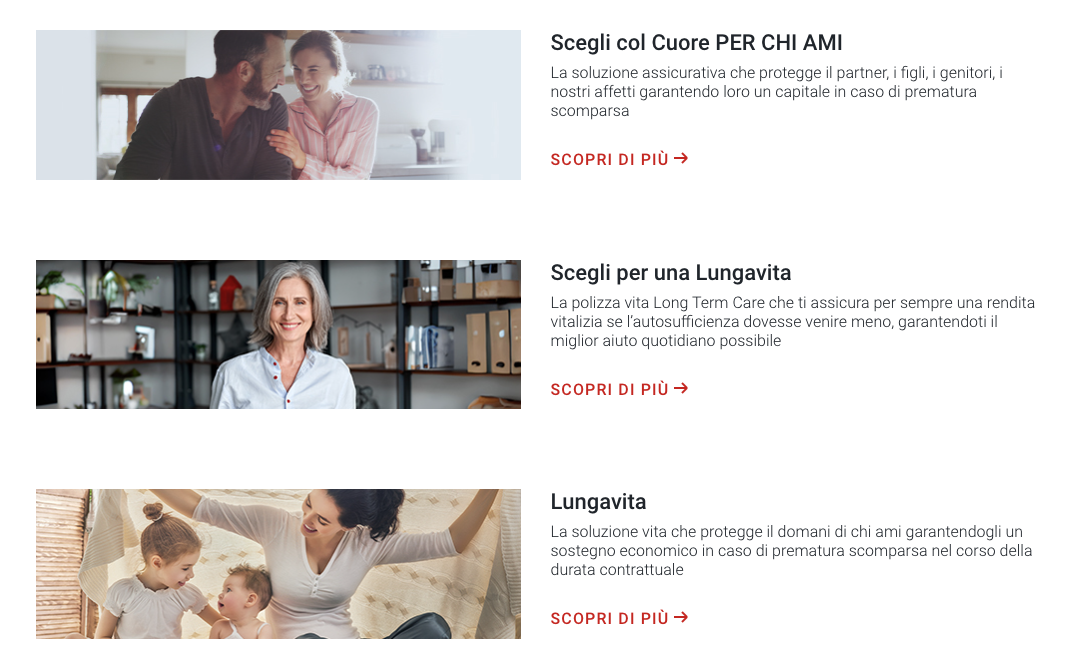 Scegli col Cuore PER CHI AMI
La soluzione assicurativa che protegge il partner, i figli, i genitori, i
nostri affetti garantendo loro un capitale in caso di prematura
scomparsa
SCOPRI DI PIÙ →
Scegli per una Lungavita
La polizza vita Long Term Care che ti assicura per sempre una rendita
vitalizia se l’autosufficienza dovesse venire meno, garantendoti il
miglior aiuto quotidiano possibile
SCOPRI DI PIÙ →
Lungavita
La soluzione vita che protegge il domani di chi ami garantendogli un
sostegno economico in caso di prematura scomparsa nel corso della
durata contrattuale
SCOPRI DI PIÙ →